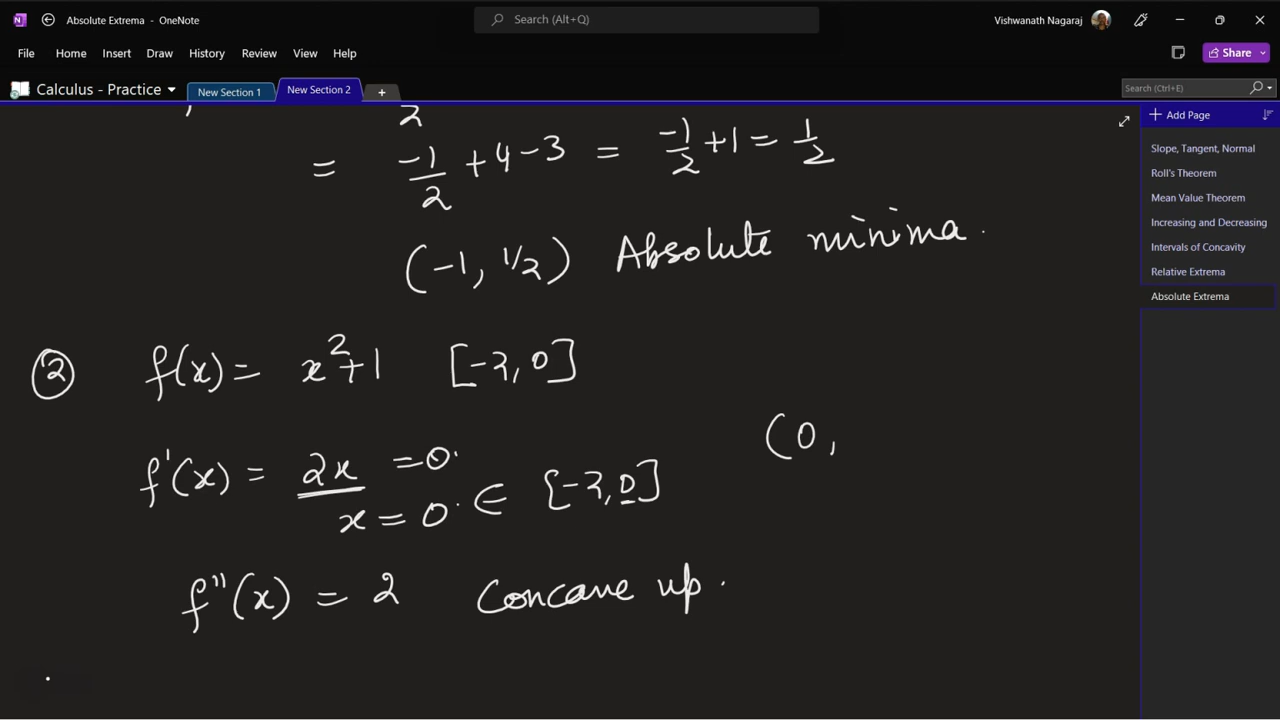 Absolute Extrema - OneNote
Search (Alt+Q)
Vishwanath Nagaraj
File Home Insert Draw History Review View Help
Share
Calculus - Practice
New Section 1
New Section 2
+
Search (Ctrl+E)
Add Page
Slope, Tangent, Normal
Roll's Theorem
Mean Value Theorem
Increasing and Decreasing
Intervals of Concavity
Relative Extrema
Absolute Extrema
2
= -1/2 + 4 - 3 = -1/2 + 1 = 1/2
(-1, 1/2) Absolute minima.
② f(x) = x²+1 [-2, 0]
f'(x) = 2x = 0.
(0,
x = 0. ∈ [-2, 0]
f''(x) = 2 Concave up.